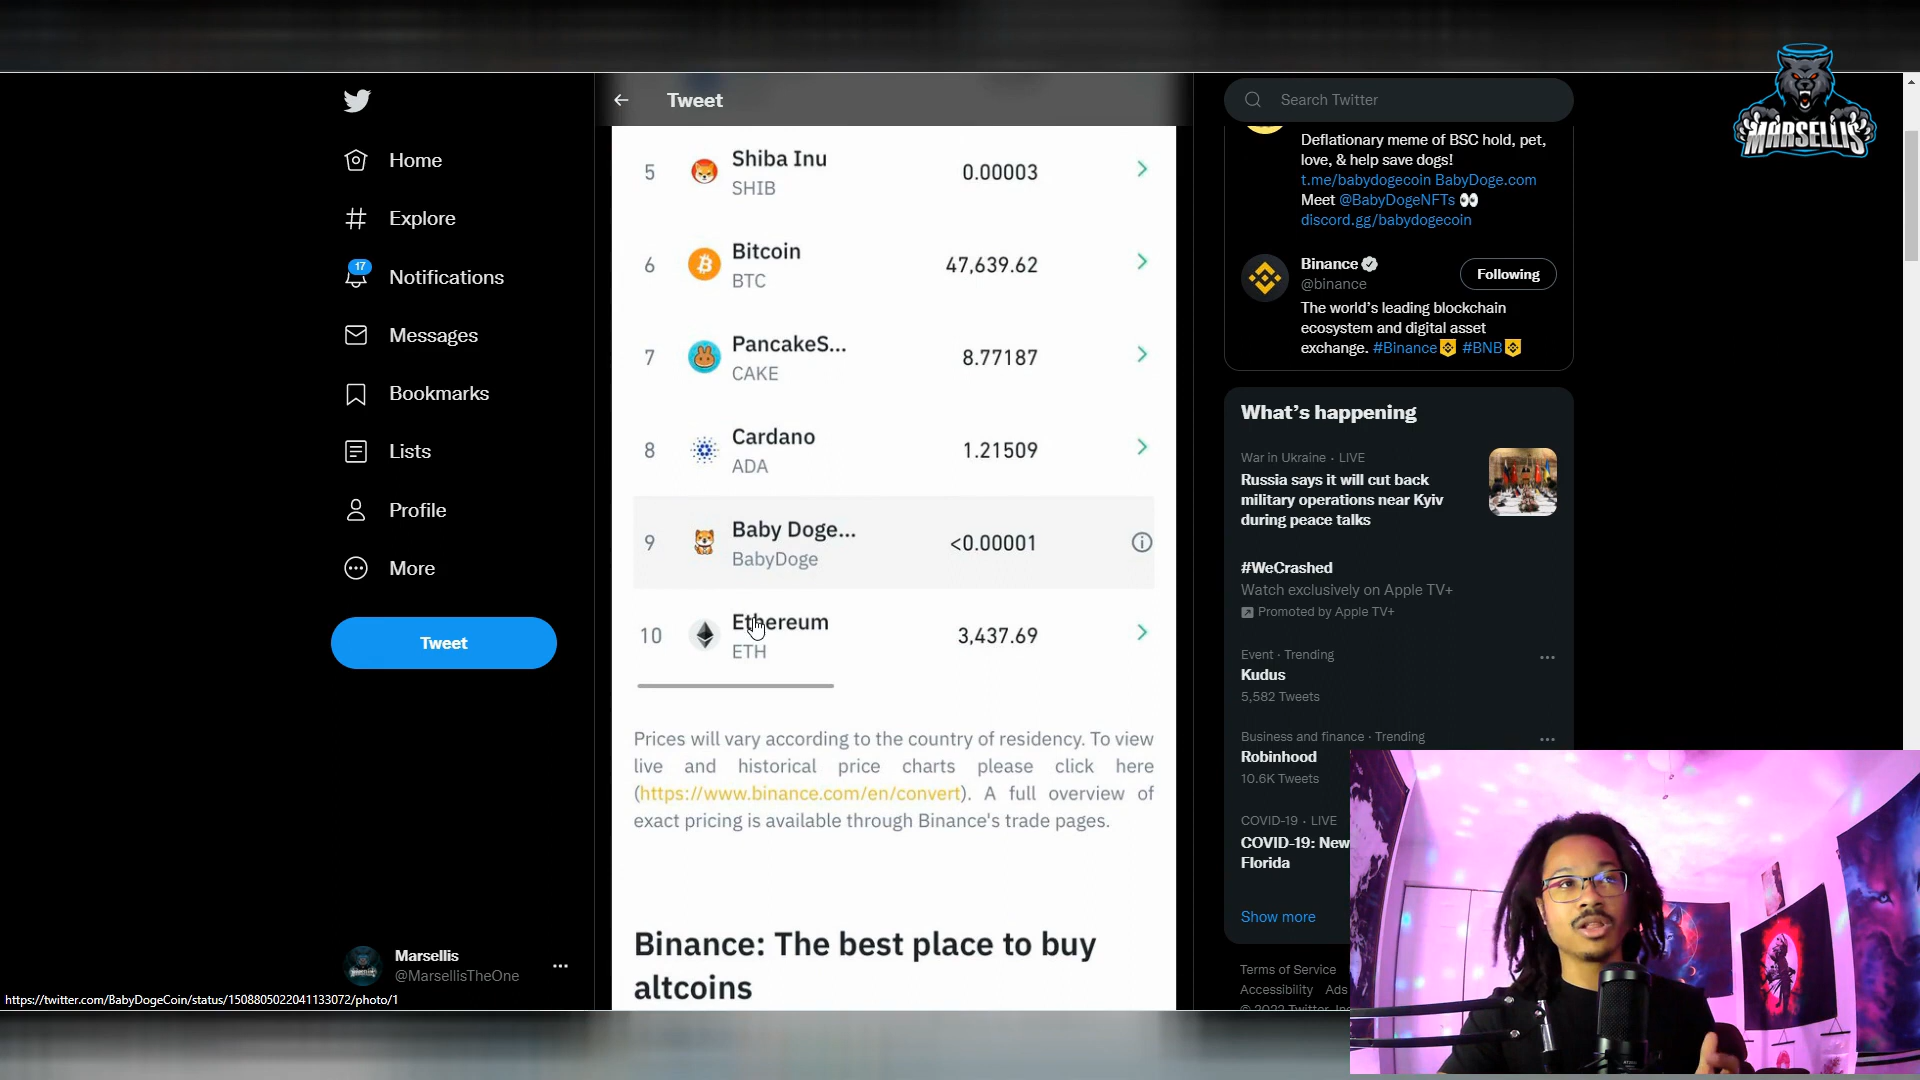 MARSELLIS
Home
Explore
17
Notifications
Messages
Bookmarks
Lists
Profile
More
Tweet
Marsellis
@MarsellisTheOne
https://twitter.com/BabyDogeCoin/status/1508805022041133072/photo/1
Tweet
5 Shiba Inu 0.00003
SHIB
6 Bitcoin 47,639.62
BTC
7 PancakeS... 8.77187
CAKE
8 Cardano 1.21509
ADA
9 Baby Doge... <0.00001
BabyDoge
10 Ethereum 3,437.69
ETH
Prices will vary according to the country of residency. To view
live and historical price charts please click here
(https://www.binance.com/en/convert). A full overview of
exact pricing is available through Binance's trade pages.
Binance: The best place to buy
altcoins
Search Twitter
Deflationary meme of BSC hold, pet,
love, & help save dogs!
t.me/babydogecoin BabyDoge.com
Meet @BabyDogeNFTs
discord.gg/babydogecoin
Binance
@binance
Following
The world's leading blockchain
ecosystem and digital asset
exchange. #Binance #BNB
What's happening
War in Ukraine · LIVE
Russia says it will cut back
military operations near Kyiv
during peace talks
#WeCrashed
Watch exclusively on Apple TV+
Promoted by Apple TV+
Event · Trending
Kudus
5,582 Tweets
Business and finance · Trending
Robinhood
10.6K Tweets
COVID-19 · LIVE
COVID-19: New
Florida
Show more
Terms of Service
Accessibility Ads
© 2022 Twitter,